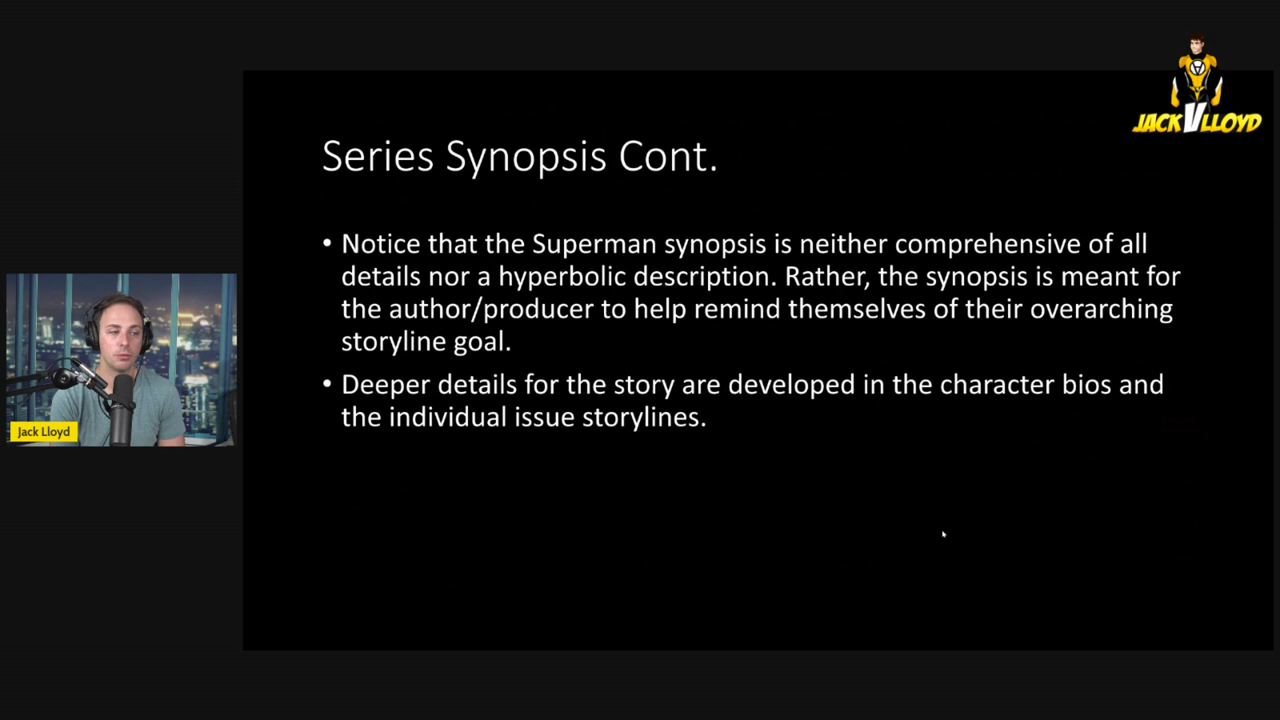 JACK V LLOYD
Series Synopsis Cont.
• Notice that the Superman synopsis is neither comprehensive of all
details nor a hyperbolic description. Rather, the synopsis is meant for
the author/producer to help remind themselves of their overarching
storyline goal.
• Deeper details for the story are developed in the character bios and
the individual issue storylines.
Jack Lloyd